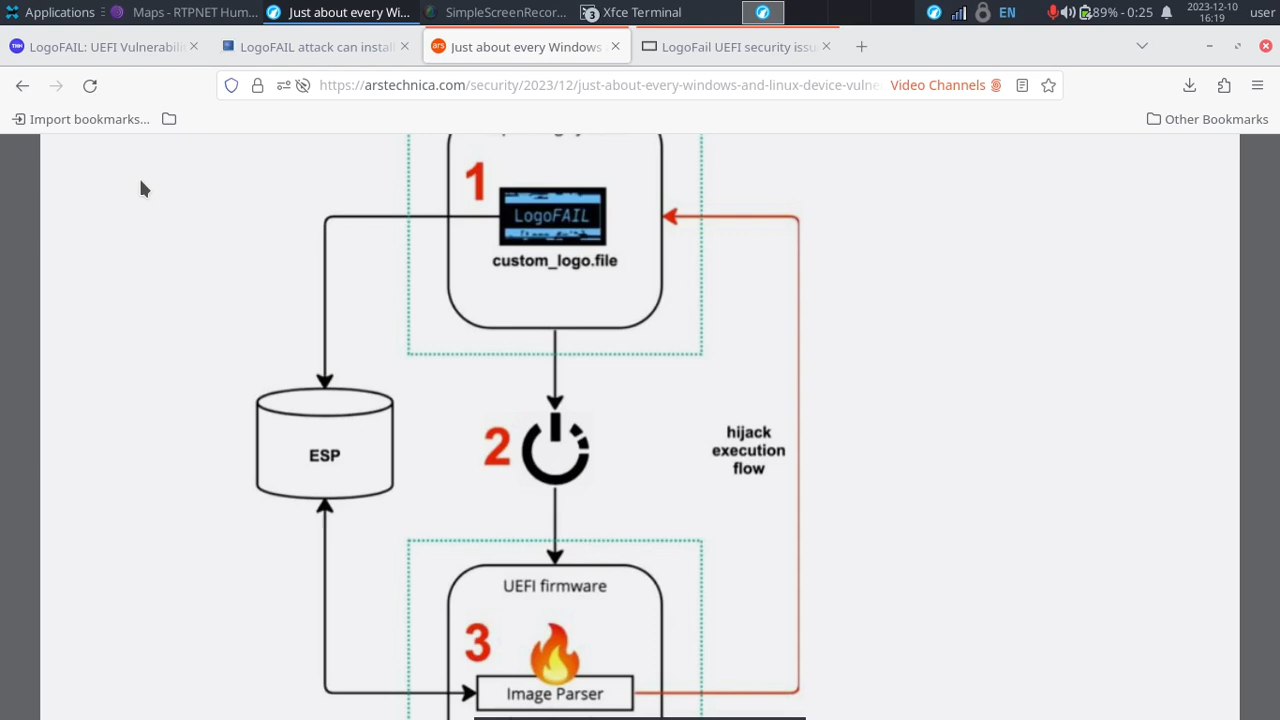 Applications
Maps - RTPNET Hum...
Just about every Wi...
SimpleScreenRecor...
3
Xfce Terminal
EN
89% - 0:25
2023-12-10
16:19
user
LogoFAIL: UEFI Vulnerabili
LogoFAIL attack can install
ars
Just about every Windows
LogoFail UEFI security issu
https://arstechnica.com/security/2023/12/just-about-every-windows-and-linux-device-vulne
Video Channels
Import bookmarks...
Other Bookmarks
1
LogoFAIL
custom_logo.file
ESP
2
hijack
execution
flow
UEFI firmware
3
Image Parser